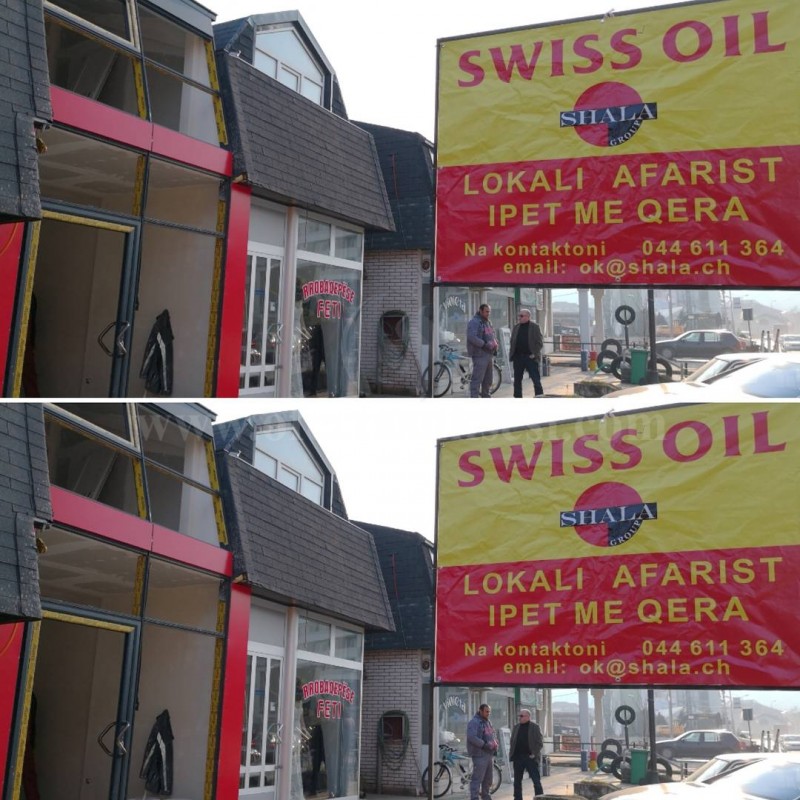 SWISS OIL
SHALA
GROUP
LOKALI AFARIST
IPET ME QERA
Na kontaktoni 044 611 364
email: ok@shala.ch
RROBAQEPËSE
FETI
SWISS OIL
SHALA
GROUP
LOKALI AFARIST
IPET ME QERA
Na kontaktoni 044 611 364
email: ok@shala.ch
RROBAQEPËSE
FETI